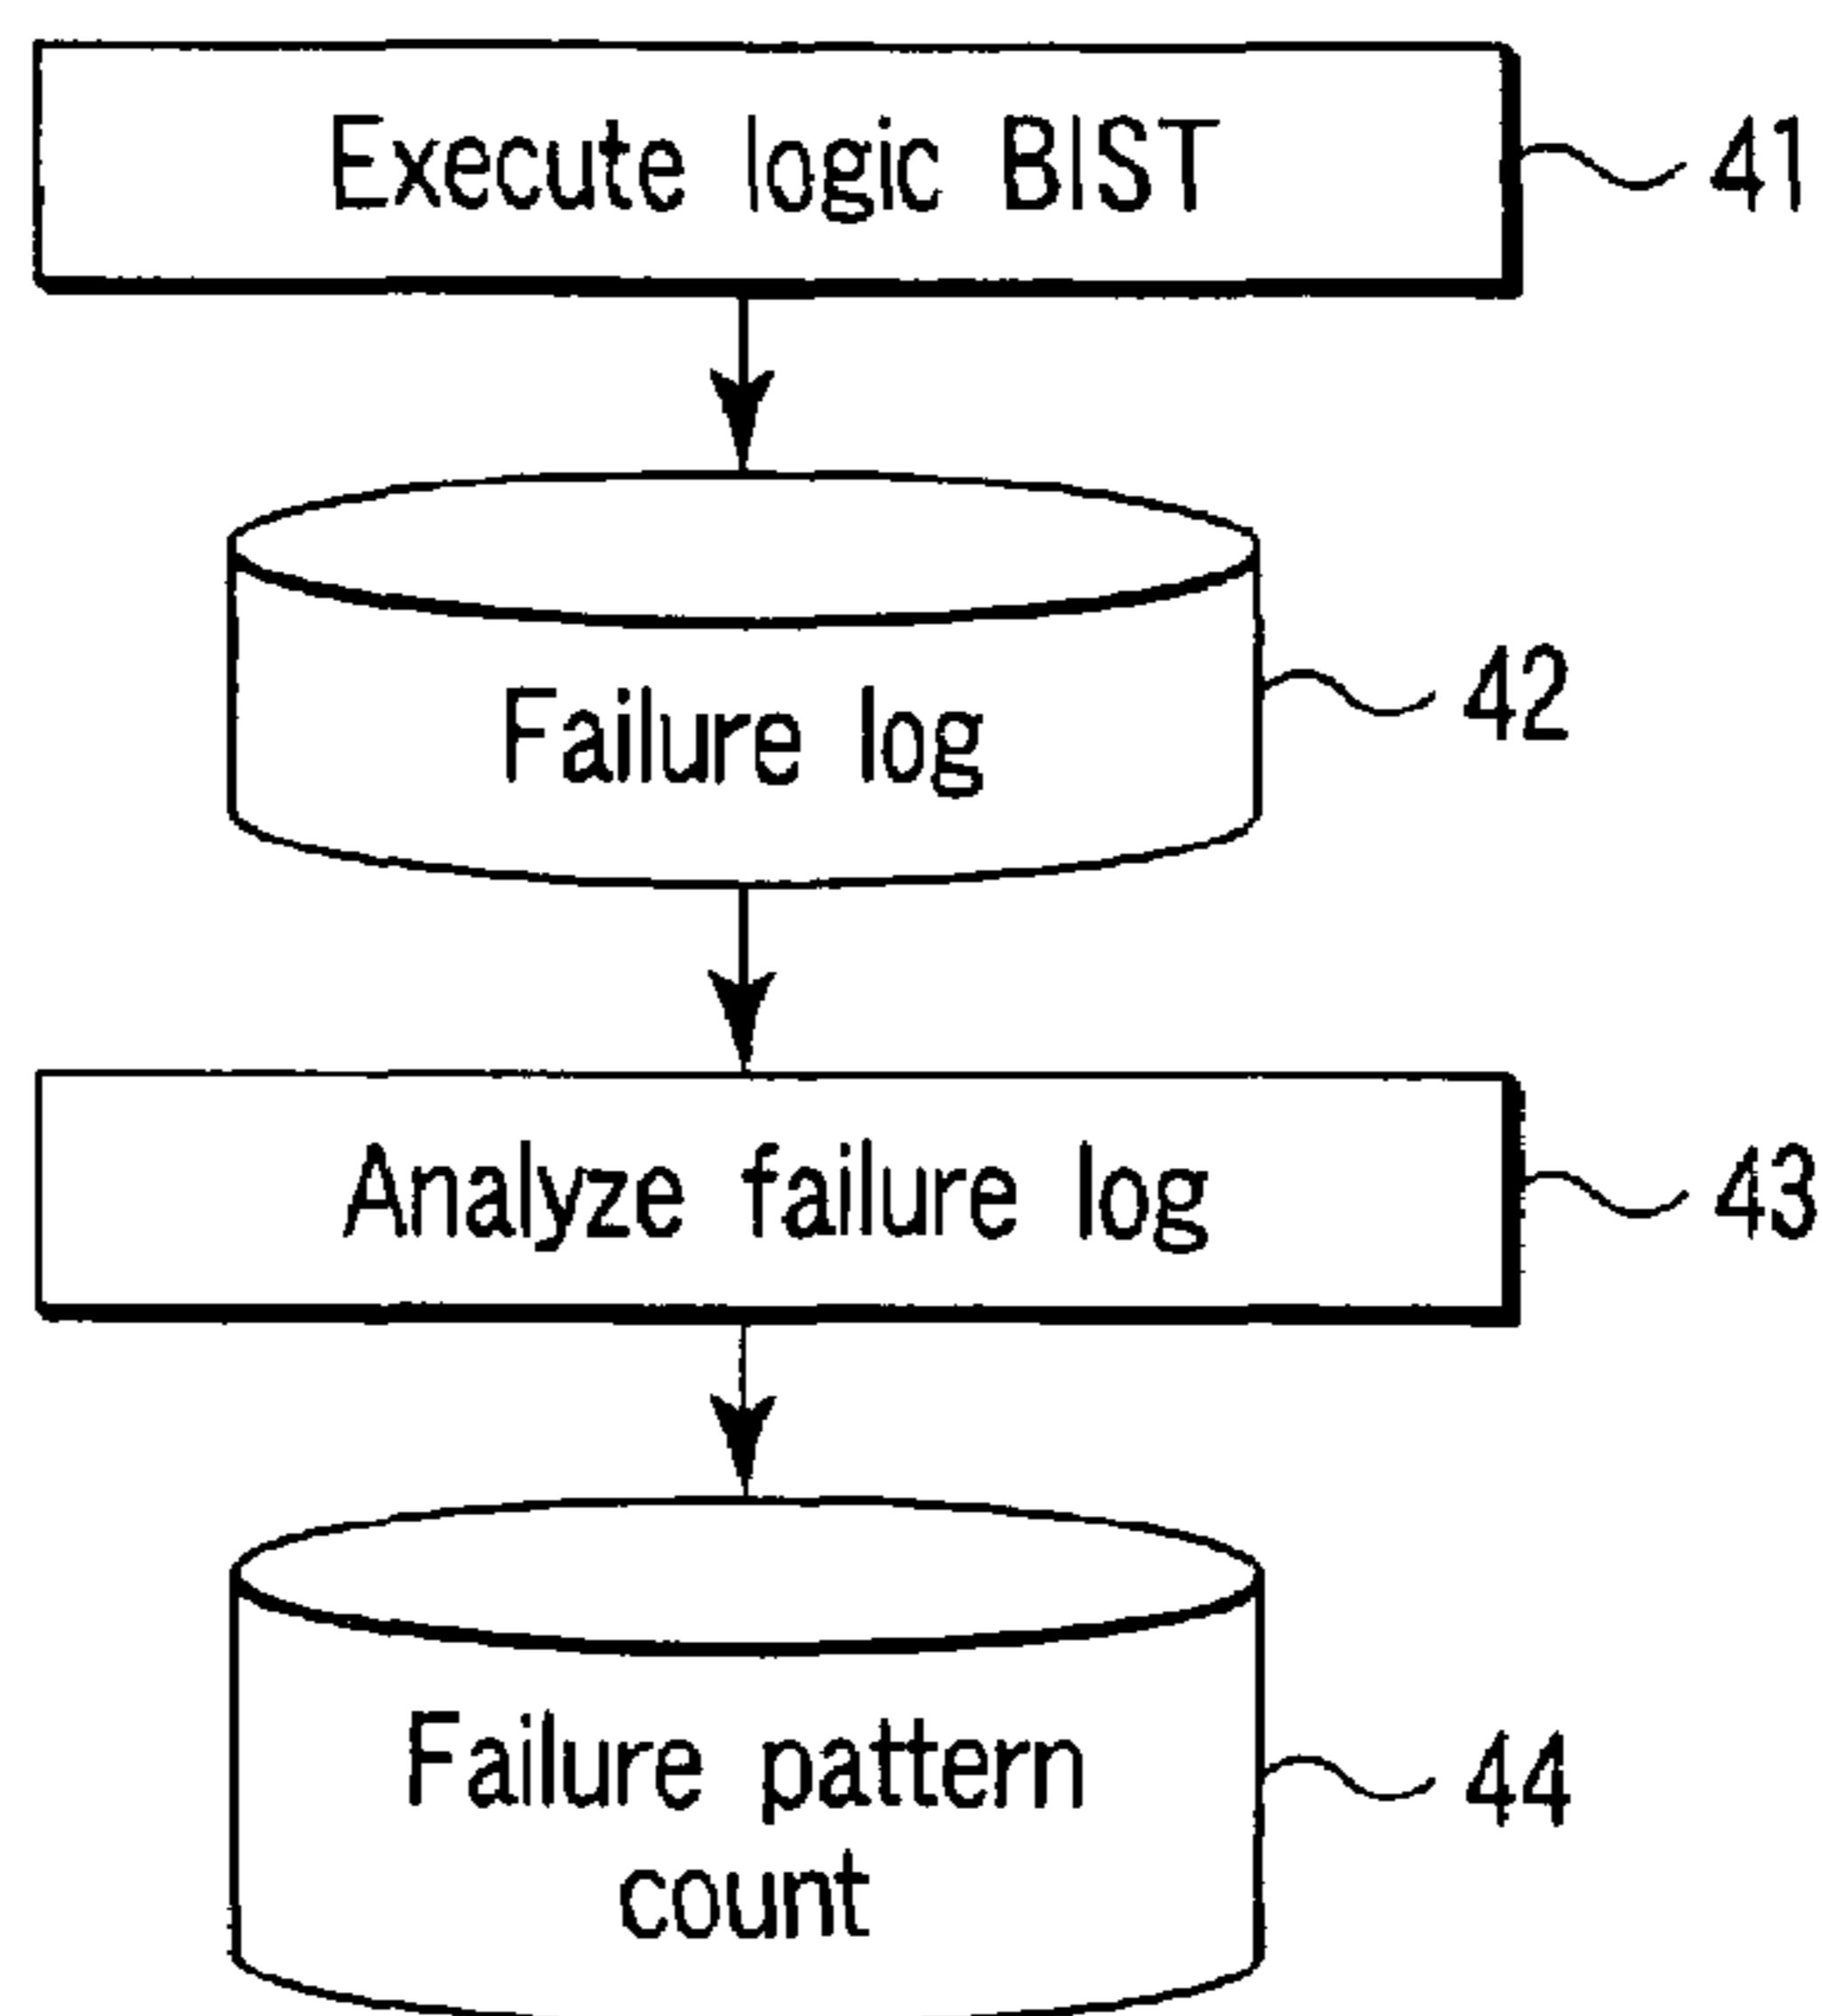 Execute logic BIST 41
Failure log 42
Analyze failure log 43
Failure pattern 44
count